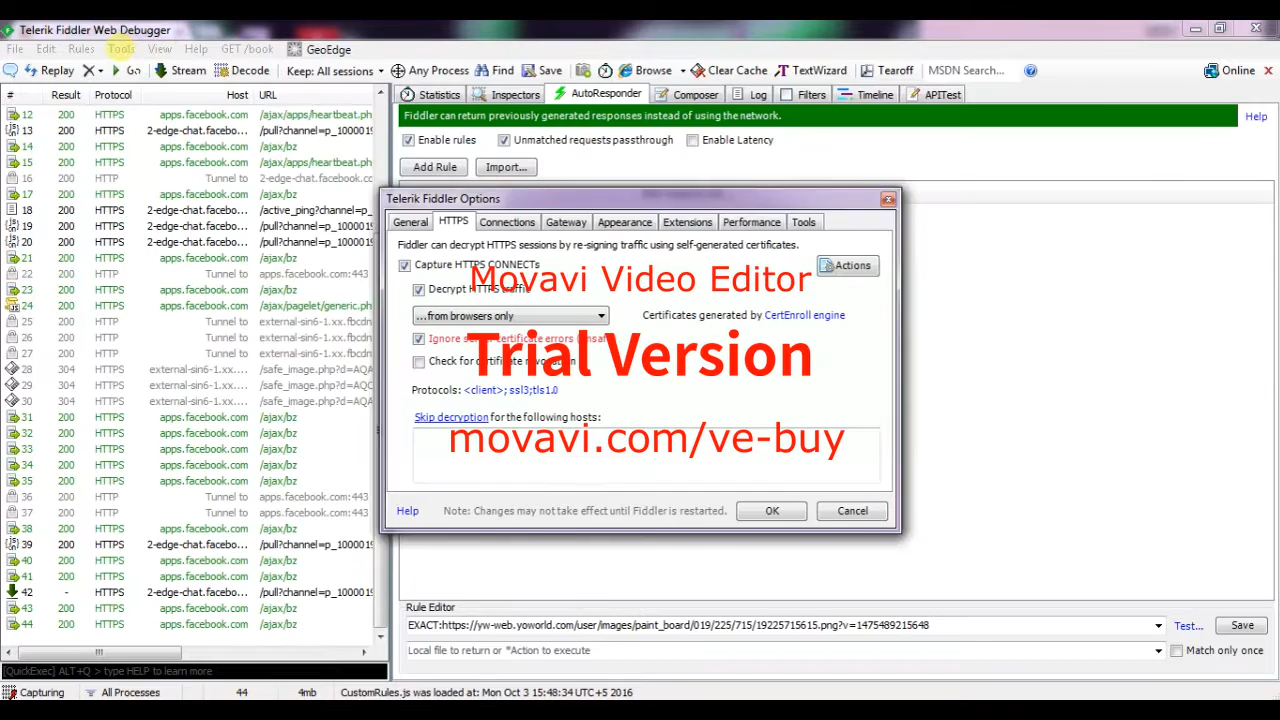 Telerik Fiddler Web Debugger
File Edit Rules Tools View Help GET /book GeoEdge
Replay Go Stream Decode Keep: All sessions Any Process Find Save Browse Clear Cache TextWizard Tearoff MSDN Search... Online
Statistics Inspectors AutoResponder Composer Log Filters Timeline APITest
# Result Protocol Host URL
12 200 HTTPS apps.facebook.com /ajax/apps/heartbeat.ph
13 200 HTTPS 2-edge-chat.facebo... /pull?channel=p_100001
14 200 HTTPS apps.facebook.com /ajax/bz
15 200 HTTPS apps.facebook.com /ajax/apps/heartbeat.ph
16 200 HTTP Tunnel to 2-edge-chat.facebo...
17 200 HTTPS apps.facebook.com /ajax/bz
18 200 HTTPS 2-edge-chat.facebo... /active_ping?channel=p
19 200 HTTPS 2-edge-chat.facebo... /pull?channel=p_100001
20 200 HTTPS 2-edge-chat.facebo... /pull?channel=p_100001
21 200 HTTPS apps.facebook.com /ajax/bz
22 200 HTTP Tunnel to apps.facebook.com:443
23 200 HTTPS apps.facebook.com /ajax/bz
24 200 HTTPS apps.facebook.com /ajax/pagelet/generic.ph
25 200 HTTP Tunnel to external-sin6-1.xx.fbcdn
26 200 HTTP Tunnel to external-sin6-1.xx.fbcdn
27 200 HTTP Tunnel to external-sin6-1.xx.fbcdn
28 304 HTTPS external-sin6-1.xx.... /safe_image.php?d=AQA
29 304 HTTPS external-sin6-1.xx.... /safe_image.php?d=AQA
30 304 HTTPS external-sin6-1.xx.... /safe_image.php?d=AQA
31 200 HTTPS apps.facebook.com /ajax/bz
32 200 HTTPS apps.facebook.com /ajax/bz
33 200 HTTPS apps.facebook.com /ajax/bz
34 200 HTTPS apps.facebook.com /ajax/bz
35 200 HTTPS apps.facebook.com /ajax/bz
36 200 HTTP Tunnel to apps.facebook.com:443
37 200 HTTP Tunnel to apps.facebook.com:443
38 200 HTTPS apps.facebook.com /ajax/bz
39 200 HTTPS 2-edge-chat.facebo... /pull?channel=p_100001
40 200 HTTPS apps.facebook.com /ajax/bz
41 200 HTTPS apps.facebook.com /ajax/bz
42 - HTTPS 2-edge-chat.facebo... /pull?channel=p_100001
43 200 HTTPS apps.facebook.com /ajax/bz
44 200 HTTPS apps.facebook.com /ajax/bz
Fiddler can return previously generated responses instead of using the network. Help
Enable rules Unmatched requests passthrough Enable Latency
Add Rule Import...
Telerik Fiddler Options
General HTTPS Connections Gateway Appearance Extensions Performance Tools
Fiddler can decrypt HTTPS sessions by re-signing traffic using self-generated certificates.
Capture HTTPS CONNECTs Actions
Movavi Video Editor
Decrypt HTTPS traffic
...from browsers only Certificates generated by CertEnroll engine
Ignore server certificate errors (unsafe
Trial Version
Check for certificate revocation
Protocols: <client>;ssl3;tls1.0
Skip decryption for the following hosts:
movavi.com/ve-buy
Help Note: Changes may not take effect until Fiddler is restarted. OK Cancel
Rule Editor
EXACT:https://yw-web.yoworld.com/user/images/paint_board/019/225/715/19225715615.png?v=1475489215648 Test... Save
Local file to return or *Action to execute Match only once
[QuickExec] ALT+Q > type HELP to learn more
Capturing All Processes 44 4mb CustomRules.js was loaded at: Mon Oct 3 15:48:34 UTC+5 2016